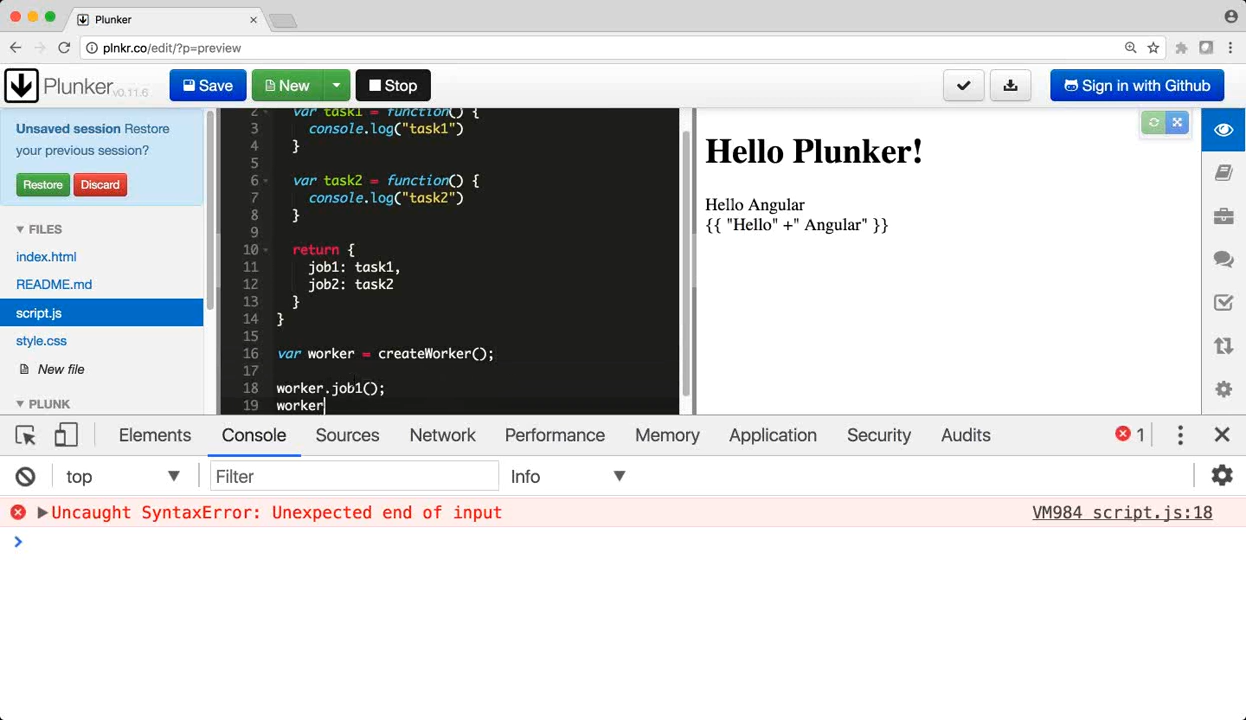 Plunker
plnkr.co/edit/?p=preview
Plunker v0.11.6
Save
New
Stop
Sign in with Github
Unsaved session Restore
your previous session?
Restore
Discard
FILES
index.html
README.md
script.js
style.css
New file
PLUNK
2 var task1 = function() {
3 console.log("task1")
4 }
5
6 var task2 = function() {
7 console.log("task2")
8 }
9
10 return {
11 job1: task1,
12 job2: task2
13 }
14 }
15
16 var worker = createWorker();
17
18 worker.job1();
19 worker
Hello Plunker!
Hello Angular
{{ "Hello" +" Angular" }}
Elements
Console
Sources
Network
Performance
Memory
Application
Security
Audits
1
top
Filter
Info
Uncaught SyntaxError: Unexpected end of input
VM984 script.js:18